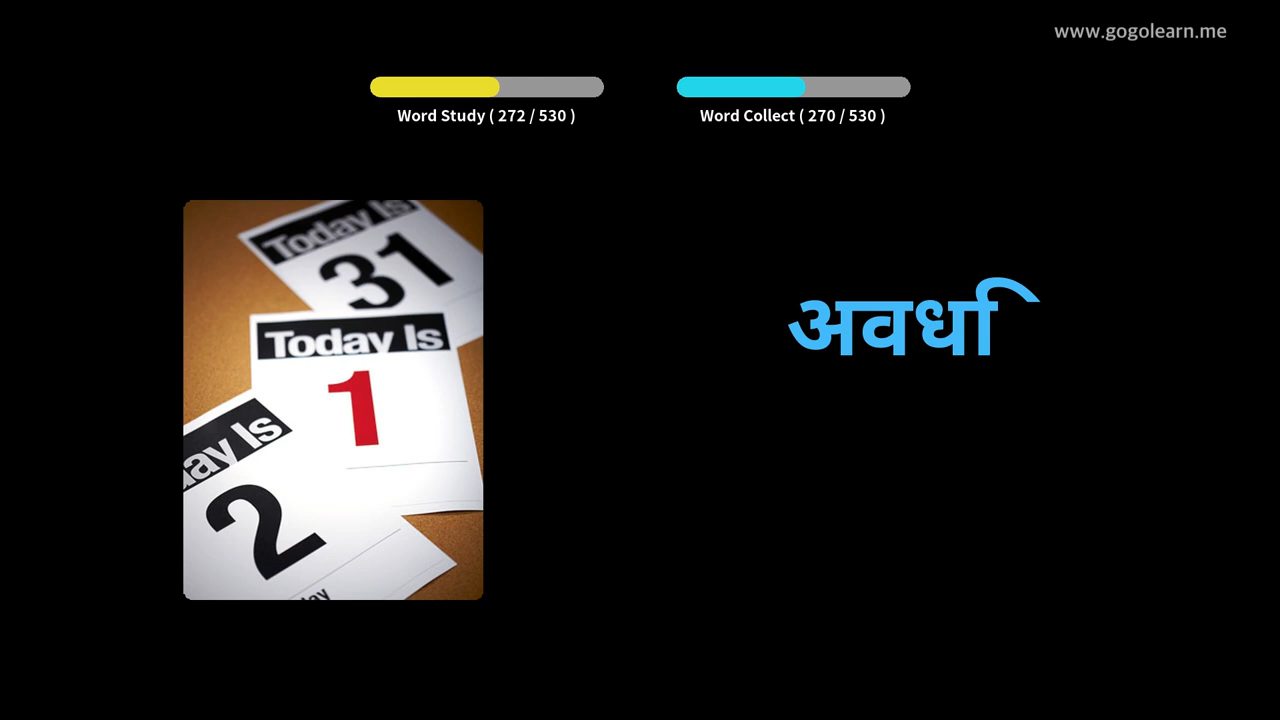 www.gogolearn.me
Word Study ( 272 / 530 )
Word Collect ( 270 / 530 )
Today Is
31
Today Is
1
day Is
2
अवधि